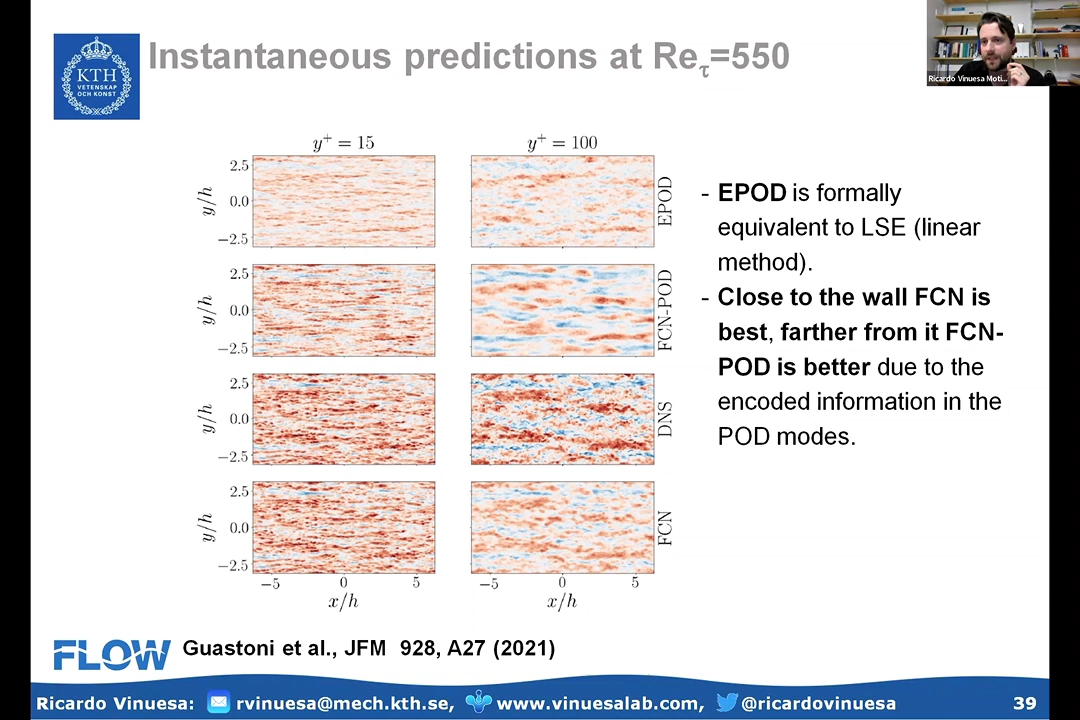 Instantaneous predictions at Reτ=550
KTH
VETENSKAP
OCH KONST
Ricardo Vinuesa Moti...
y⁺ = 15
y⁺ = 100
2.5
0.0
−2.5
y/h
EPOD
2.5
0.0
−2.5
y/h
FCN-POD
2.5
0.0
−2.5
y/h
DNS
2.5
0.0
−2.5
y/h
FCN
−5 0 5
−5 0 5
x/h
x/h
- EPOD is formally
equivalent to LSE (linear
method).
- Close to the wall FCN is
best, farther from it FCN-
POD is better due to the
encoded information in the
POD modes.
FLOW
Guastoni et al., JFM 928, A27 (2021)
Ricardo Vinuesa: rvinuesa@mech.kth.se, www.vinuesalab.com, @ricardovinuesa 39